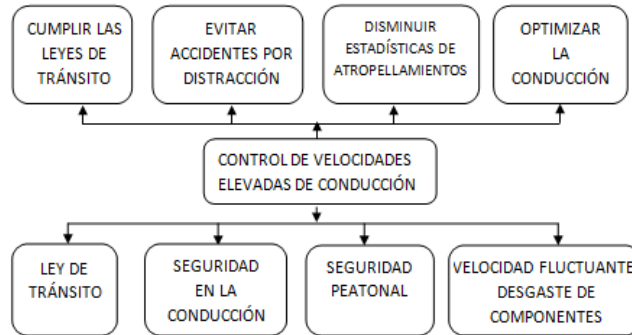 CUMPLIR LAS
LEYES DE
TRÁNSITO
EVITAR
ACCIDENTES POR
DISTRACCIÓN
DISMINUIR
ESTADÍSTICAS DE
ATROPELLAMIENTOS
OPTIMIZAR
LA
CONDUCCIÓN
CONTROL DE VELOCIDADES
ELEVADAS DE CONDUCCIÓN
LEY DE
TRÁNSITO
SEGURIDAD
EN LA
CONDUCCIÓN
SEGURIDAD
PEATONAL
VELOCIDAD FLUCTUANTE
DESGASTE DE
COMPONENTES